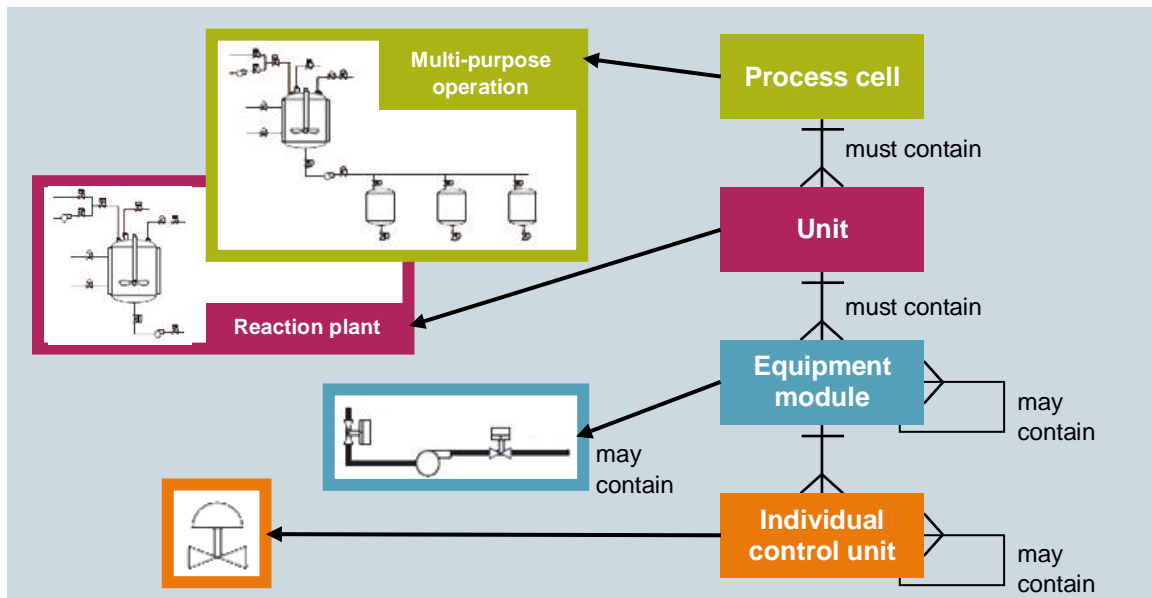 Multi-purpose
operation
Process cell
must contain
Unit
Reaction plant
must contain
Equipment
module
may
contain
may
contain
Individual
control unit
may
contain